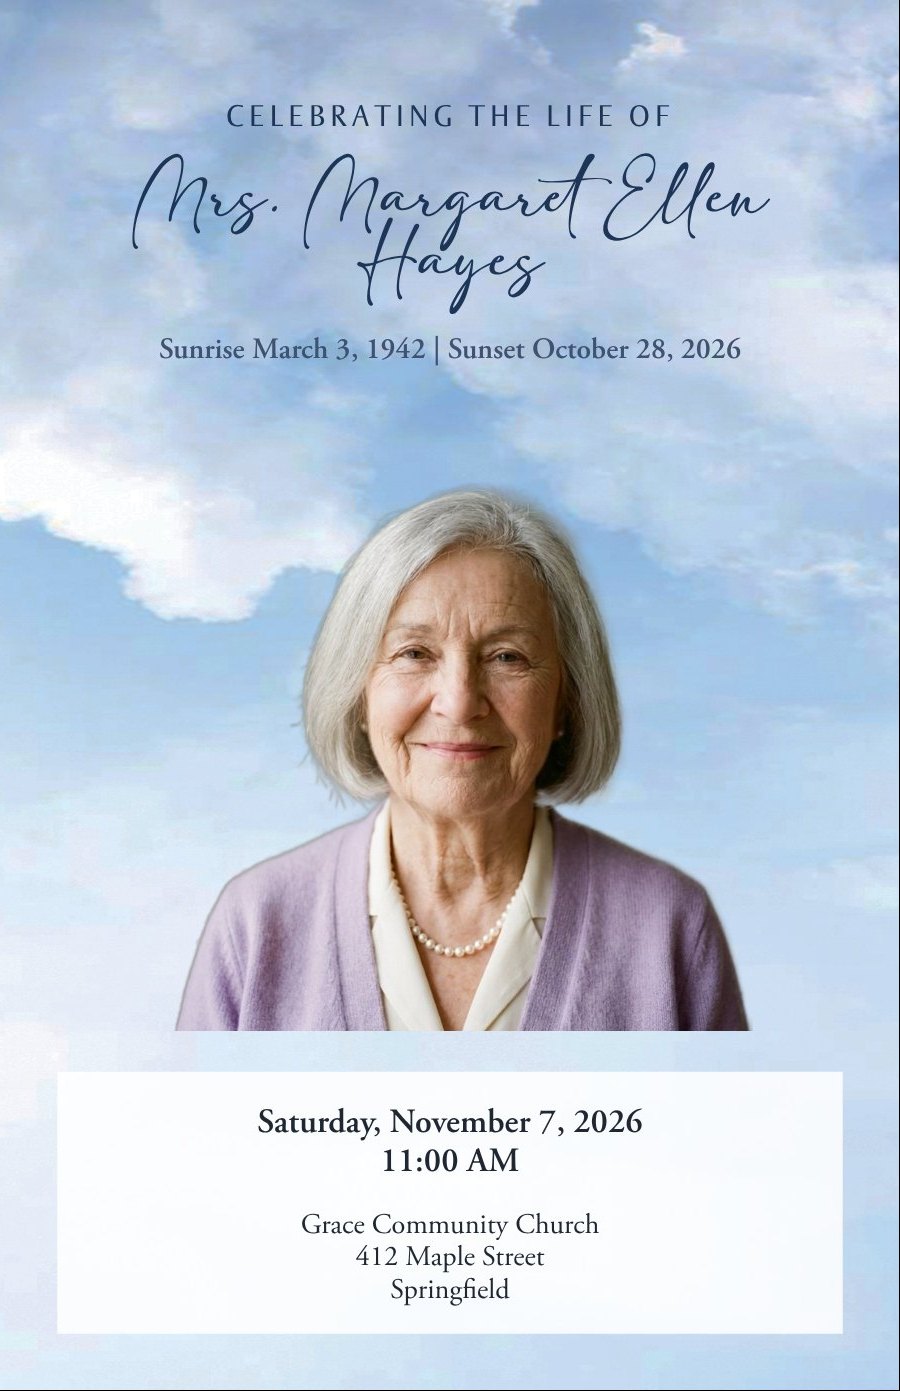 CELEBRATING THE LIFE OF
Mrs. Margaret Ellen
Hayes
Sunrise March 3, 1942 | Sunset October 28, 2026
Saturday, November 7, 2026
11:00 AM
Grace Community Church
412 Maple Street
Springfield